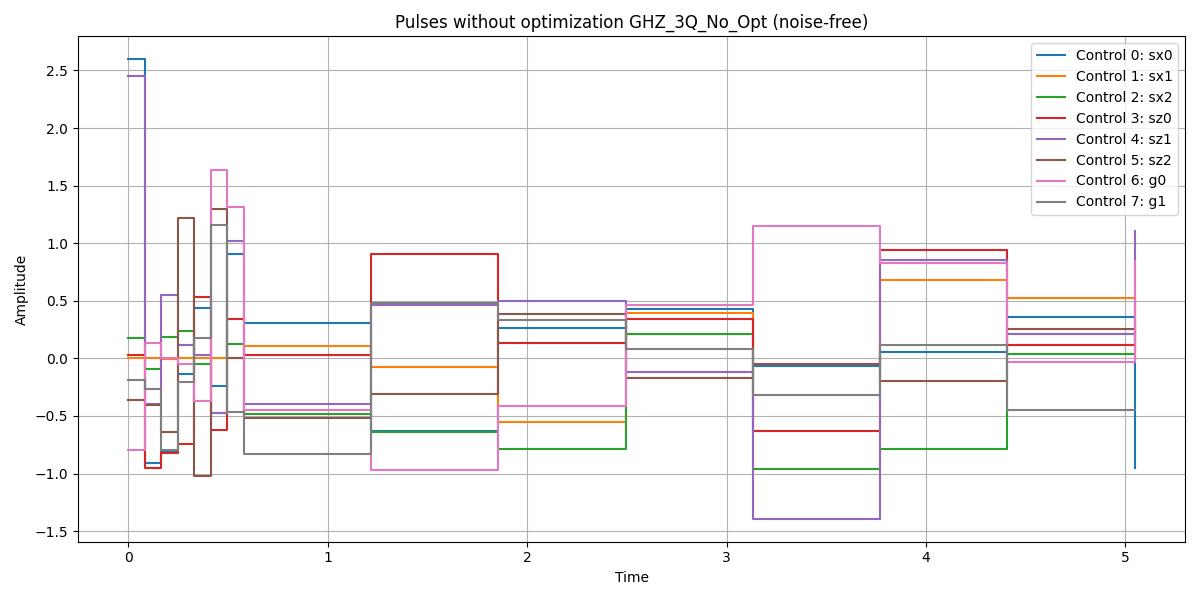 Pulses without optimization GHZ_3Q_No_Opt (noise-free)
Control 0: sx0
Control 1: sx1
Control 2: sx2
Control 3: sz0
Control 4: sz1
Control 5: sz2
Control 6: g0
Control 7: g1
Amplitude
2.5
2.0
1.5
1.0
0.5
0.0
−0.5
−1.0
−1.5
0 1 2 3 4 5
Time